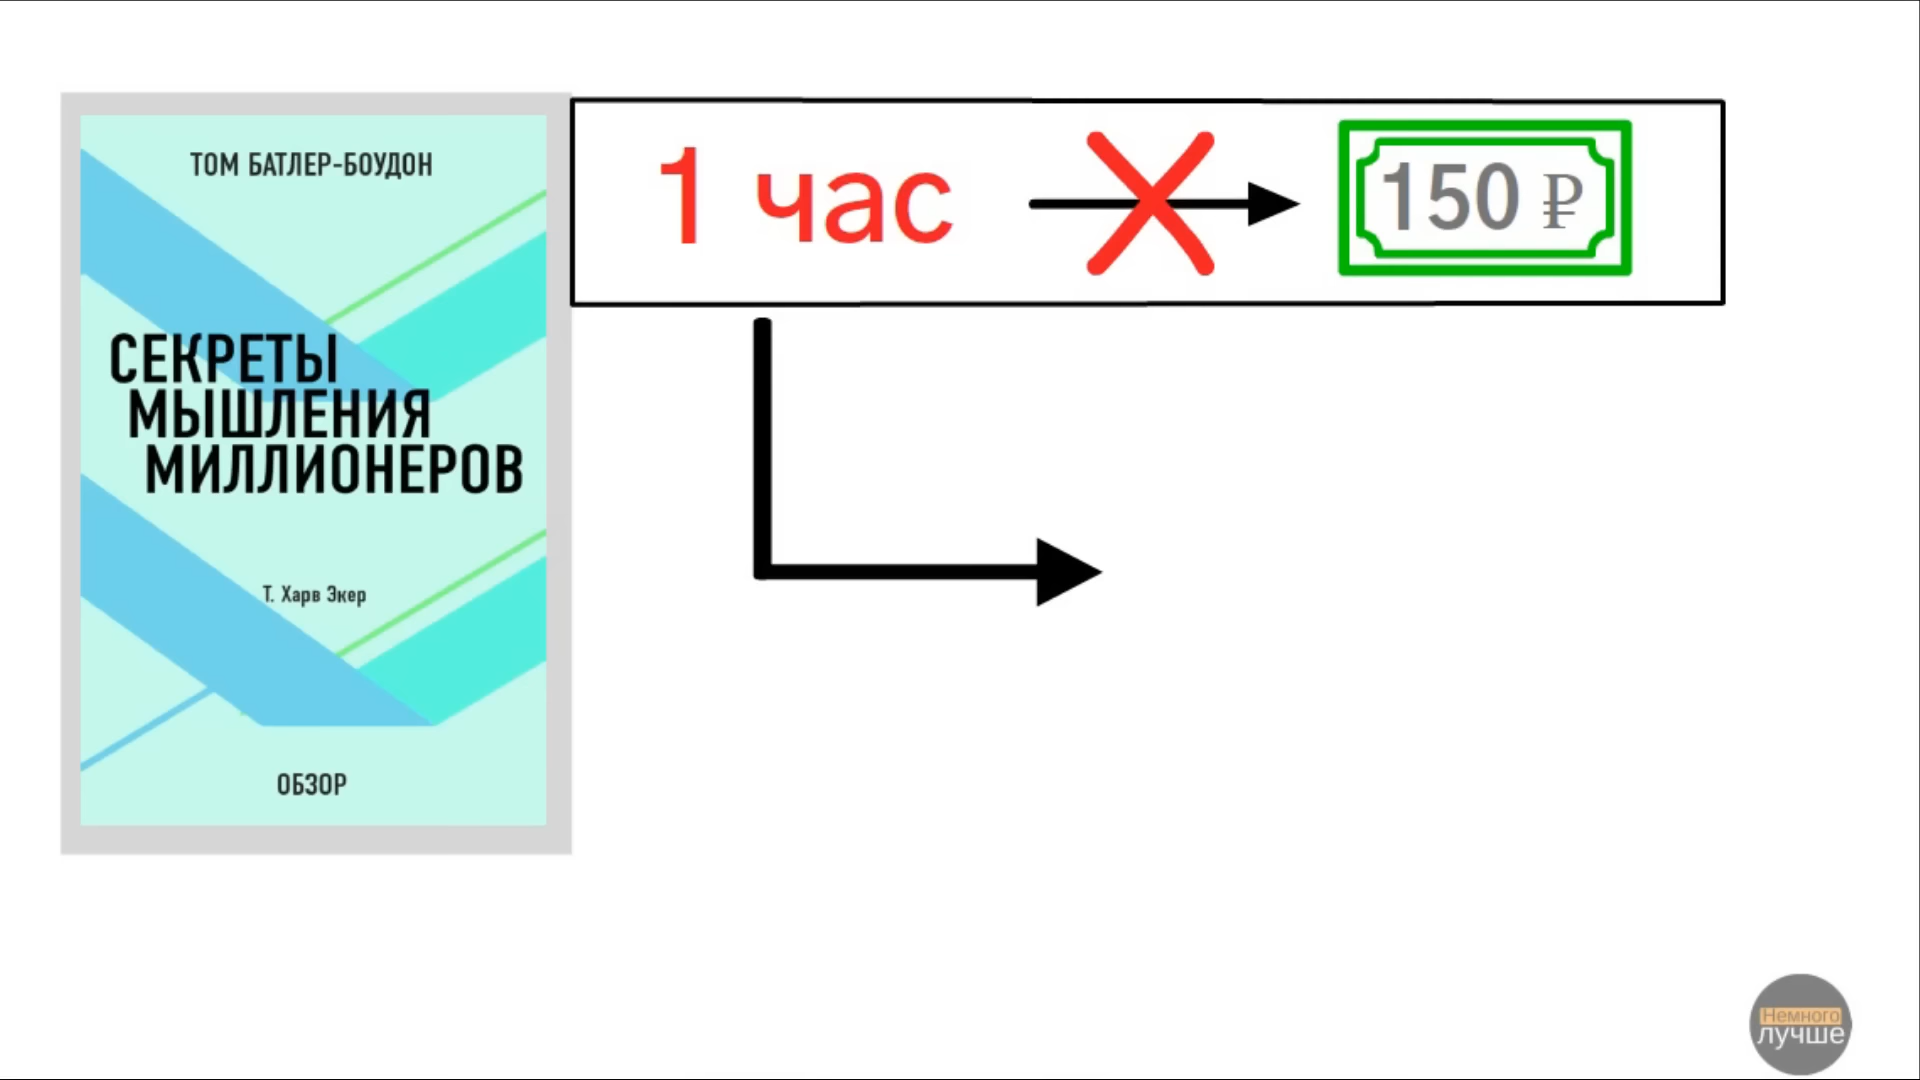 ТОМ БАТЛЕР-БОУДОН
СЕКРЕТЫ
МЫШЛЕНИЯ
МИЛЛИОНЕРОВ
Т. Харв Экер
ОБЗОР
1 час
150 ₽
Немного
лучше